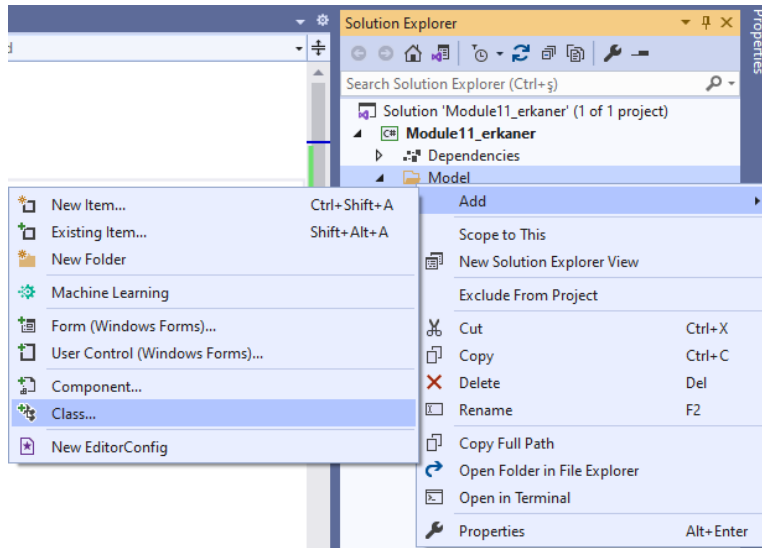 d
Solution Explorer
Properties
Search Solution Explorer (Ctrl+ş)
Solution 'Module11_erkaner' (1 of 1 project)
C# Module11_erkaner
Dependencies
Model
New Item... Ctrl+Shift+A
Existing Item... Shift+Alt+A
New Folder
Machine Learning
Form (Windows Forms)...
User Control (Windows Forms)...
Component...
Class...
New EditorConfig
Add
Scope to This
New Solution Explorer View
Exclude From Project
Cut Ctrl+X
Copy Ctrl+C
Delete Del
Rename F2
Copy Full Path
Open Folder in File Explorer
Open in Terminal
Properties Alt+Enter